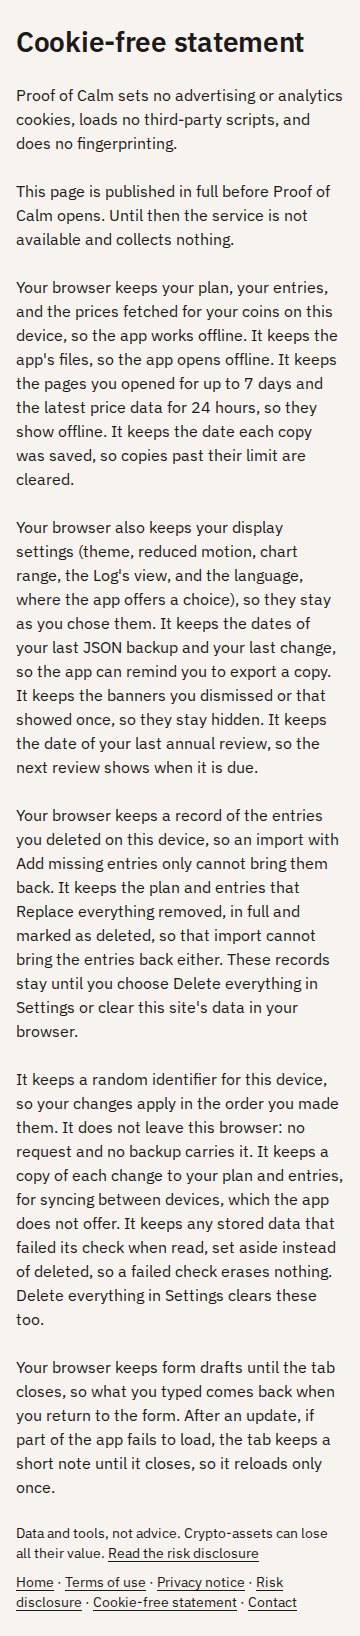 Cookie-free statement
Proof of Calm sets no advertising or analytics
cookies, loads no third-party scripts, and
does no fingerprinting.
This page is published in full before Proof of
Calm opens. Until then the service is not
available and collects nothing.
Your browser keeps your plan, your entries,
and the prices fetched for your coins on this
device, so the app works offline. It keeps the
app's files, so the app opens offline. It keeps
the pages you opened for up to 7 days and
the latest price data for 24 hours, so they
show offline. It keeps the date each copy
was saved, so copies past their limit are
cleared.
Your browser also keeps your display
settings (theme, reduced motion, chart
range, the Log's view, and the language,
where the app offers a choice), so they stay
as you chose them. It keeps the dates of
your last JSON backup and your last change,
so the app can remind you to export a copy.
It keeps the banners you dismissed or that
showed once, so they stay hidden. It keeps
the date of your last annual review, so the
next review shows when it is due.
Your browser keeps a record of the entries
you deleted on this device, so an import with
Add missing entries only cannot bring them
back. It keeps the plan and entries that
Replace everything removed, in full and
marked as deleted, so that import cannot
bring the entries back either. These records
stay until you choose Delete everything in
Settings or clear this site's data in your
browser.
It keeps a random identifier for this device,
so your changes apply in the order you made
them. It does not leave this browser: no
request and no backup carries it. It keeps a
copy of each change to your plan and entries,
for syncing between devices, which the app
does not offer. It keeps any stored data that
failed its check when read, set aside instead
of deleted, so a failed check erases nothing.
Delete everything in Settings clears these
too.
Your browser keeps form drafts until the tab
closes, so what you typed comes back when
you return to the form. After an update, if
part of the app fails to load, the tab keeps a
short note until it closes, so it reloads only
once.
Data and tools, not advice. Crypto-assets can lose
all their value. Read the risk disclosure
Home · Terms of use · Privacy notice · Risk
disclosure · Cookie-free statement · Contact